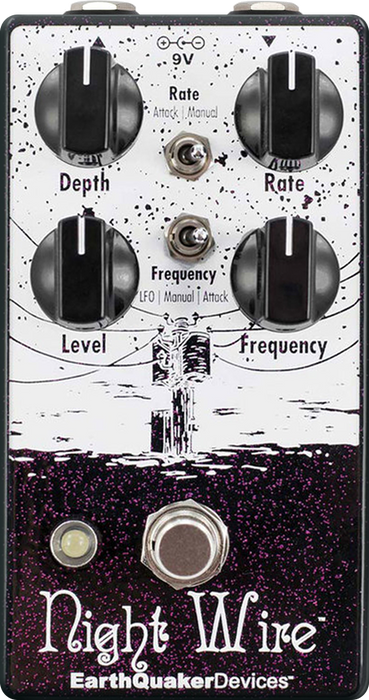 9V
Rate
Attack | Manual
Depth
Rate
Frequency
LFO | Manual | Attack
Level
Frequency
Night Wire™
EarthQuakerDevices™